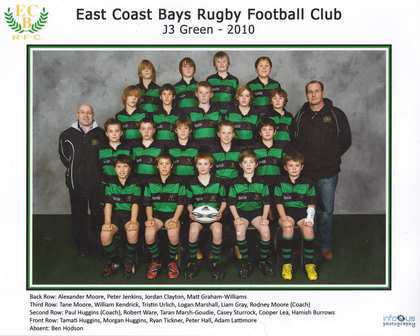 ECB
R.F.C.
East Coast Bays Rugby Football Club
J3 Green - 2010
Back Row: Alexander Moore, Peter Jenkins, Jordan Clayton, Matt Graham-Williams
Third Row: Tane Moore, William Kendrick, Tristin Urlich, Logan Marshall, Liam Gray, Rodney Moore (Coach)
Second Row: Paul Huggins (Coach), Robert Ware, Taran Marsh-Goudie, Casey Sturrock, Cooper Lea, Hamish Burrows
Front Row: Tamati Huggins, Morgan Huggins, Ryan Tickner, Peter Hall, Adam Lattimore
Absent: Ben Hodson
infocus
photography